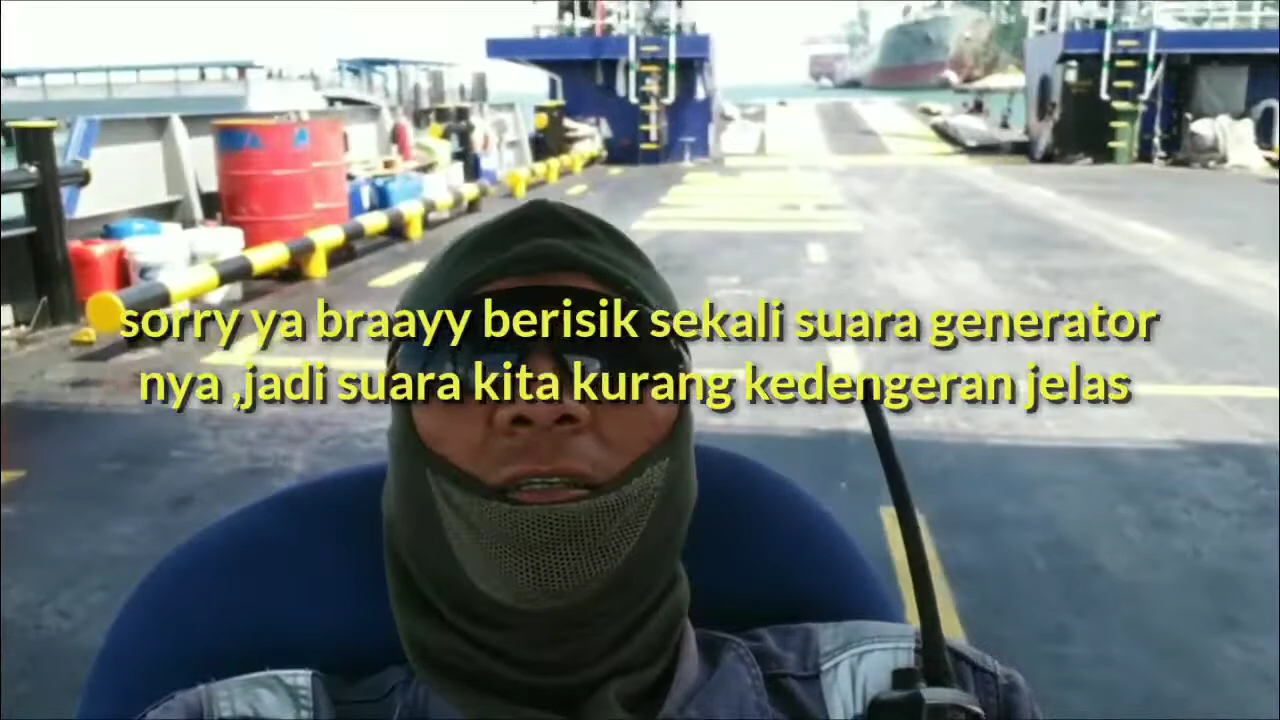 sorry ya braayy berisik sekali suara generator
nya ,jadi suara kita kurang kedengeran jelas